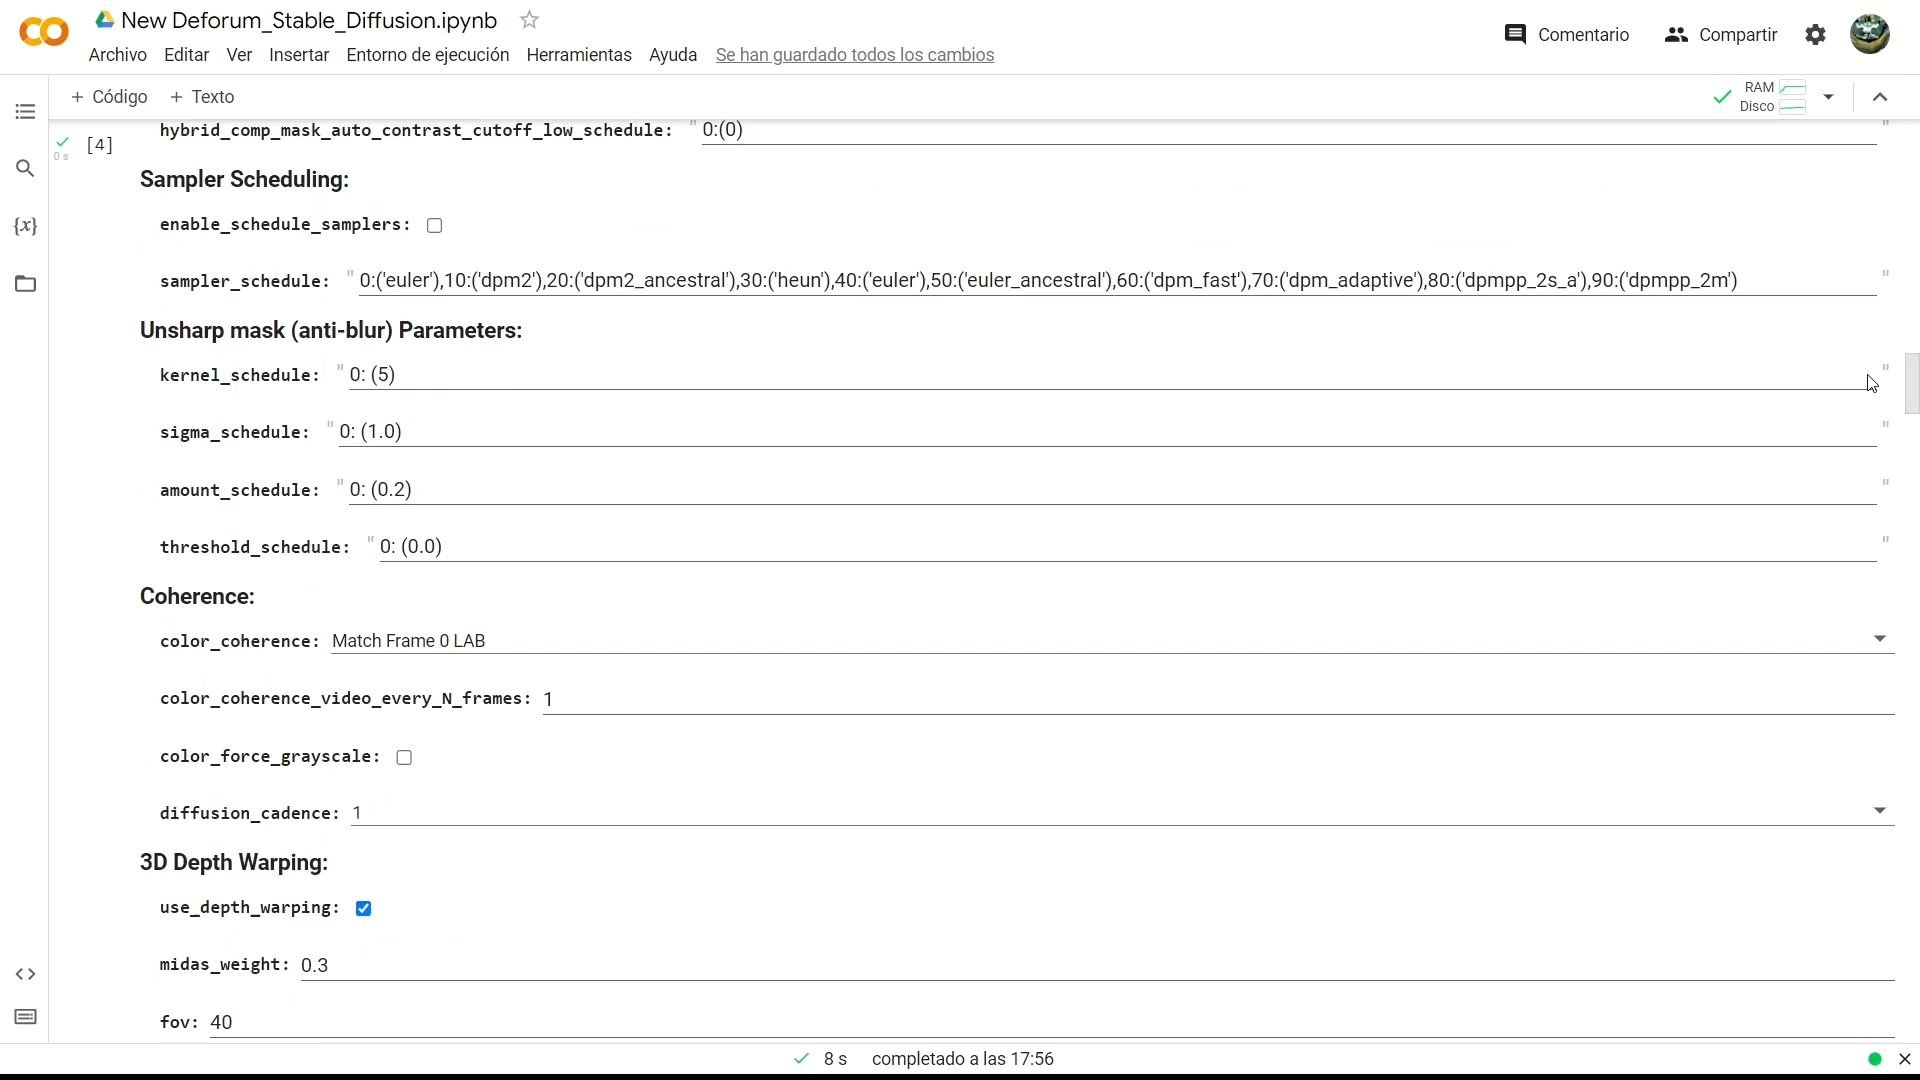 New Deforum_Stable_Diffusion.ipynb
Comentario
Compartir
Archivo Editar Ver Insertar Entorno de ejecución Herramientas Ayuda Se han guardado todos los cambios
+ Código + Texto
RAM
Disco
hybrid_comp_mask_auto_contrast_cutoff_low_schedule: " 0:(0) "
[4]
0 s
Sampler Scheduling:
enable_schedule_samplers:
sampler_schedule: " 0:('euler'),10:('dpm2'),20:('dpm2_ancestral'),30:('heun'),40:('euler'),50:('euler_ancestral'),60:('dpm_fast'),70:('dpm_adaptive'),80:('dpmpp_2s_a'),90:('dpmpp_2m') "
Unsharp mask (anti-blur) Parameters:
kernel_schedule: " 0: (5) "
sigma_schedule: " 0: (1.0) "
amount_schedule: " 0: (0.2) "
threshold_schedule: " 0: (0.0) "
Coherence:
color_coherence: Match Frame 0 LAB
color_coherence_video_every_N_frames: 1
color_force_grayscale:
diffusion_cadence: 1
3D Depth Warping:
use_depth_warping:
midas_weight: 0.3
fov: 40
8 s completado a las 17:56